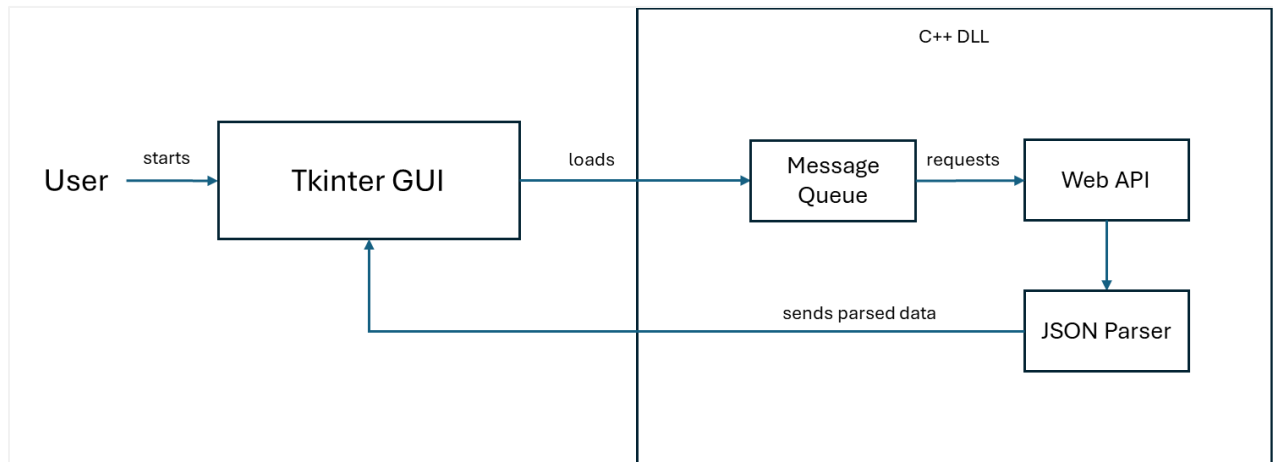 C++ DLL
User
starts
Tkinter GUI
loads
Message
Queue
requests
Web API
sends parsed data
JSON Parser